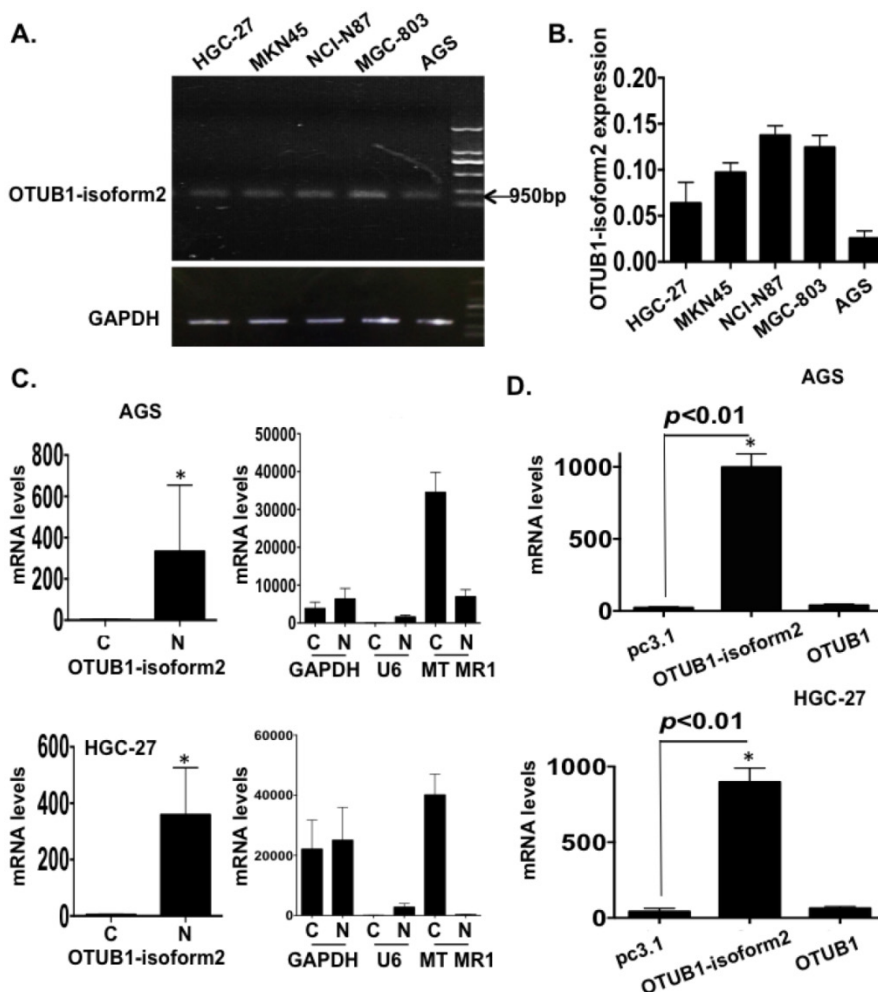 A.
HGC-27 MKN45 NCI-N87 MGC-803 AGS
OTUB1-isoform2
950bp
GAPDH
B.
OTUB1-isoform2 expression
0.20
0.15
0.10
0.05
0.00
HGC-27 MKN45 NCI-N87 MGC-803 AGS
C.
AGS
mRNA levels
800
600
400
200
0
*
C N
OTUB1-isoform2
mRNA levels
50000
40000
30000
20000
10000
0
C N C N C N
GAPDH U6 MT MR1
HGC-27
mRNA levels
600
400
200
0
*
C N
OTUB1-isoform2
mRNA levels
60000
40000
20000
0
C N C N C N
GAPDH U6 MT MR1
D.
AGS
p<0.01
*
mRNA levels
1000
500
0
pc3.1 OTUB1-isoform2 OTUB1
HGC-27
p<0.01
*
mRNA levels
1000
500
0
pc3.1 OTUB1-isoform2 OTUB1